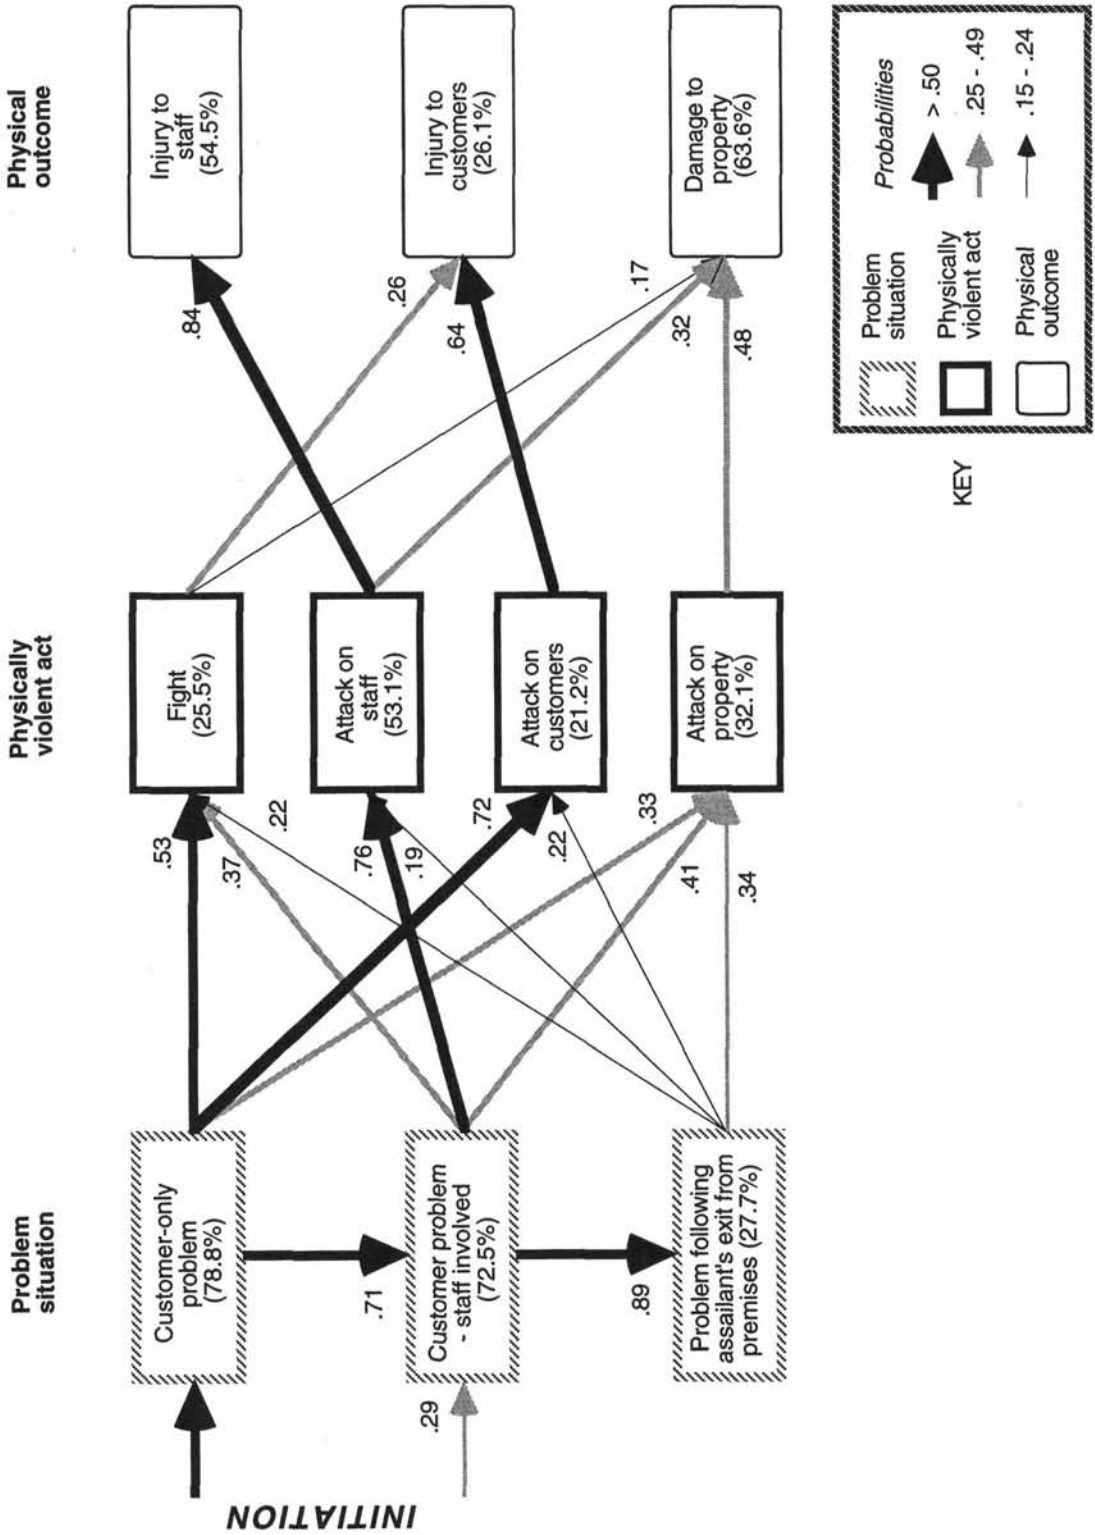 Problem
situation
Physically
violent act
Physical
outcome
INITIATION
Customer-only
problem
(78.8%)
.71
.29
Customer problem
- staff involved
(72.5%)
.89
Problem following
assailant's exit from
premises (27.7%)
.53
.37
.22
.76
.19
.72
.22
.33
.41
.34
Fight
(25.5%)
Attack on
staff
(53.1%)
Attack on
customers
(21.2%)
Attack on
property
(32.1%)
.84
.26
.64
.17
.32
.48
Injury to
staff
(54.5%)
Injury to
customers
(26.1%)
Damage to
property
(63.6%)
KEY
Problem
situation
Physically
violent act
Physical
outcome
Probabilities
> .50
.25 - .49
.15 - .24